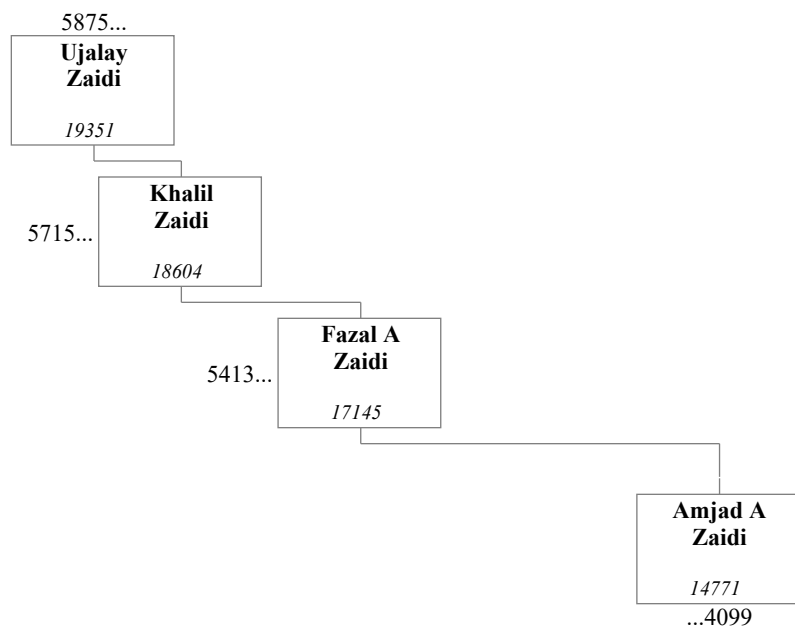 5875...
Ujalay
Zaidi
19351
Khalil
Zaidi
5715...
18604
Fazal A
Zaidi
5413...
17145
Amjad A
Zaidi
14771
...4099